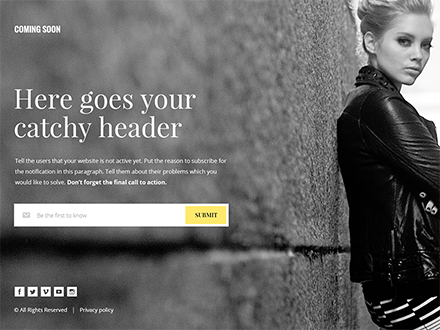 COMING SOON
Here goes your
catchy header
Tell the users that your website is not active yet. Put the reason to subscribe for
the notification in this paragraph. Tell them about their problems which you
would like to solve. Don't forget the final call to action.
Be the first to know
SUBMIT
© All Rights Reserved | Privacy policy